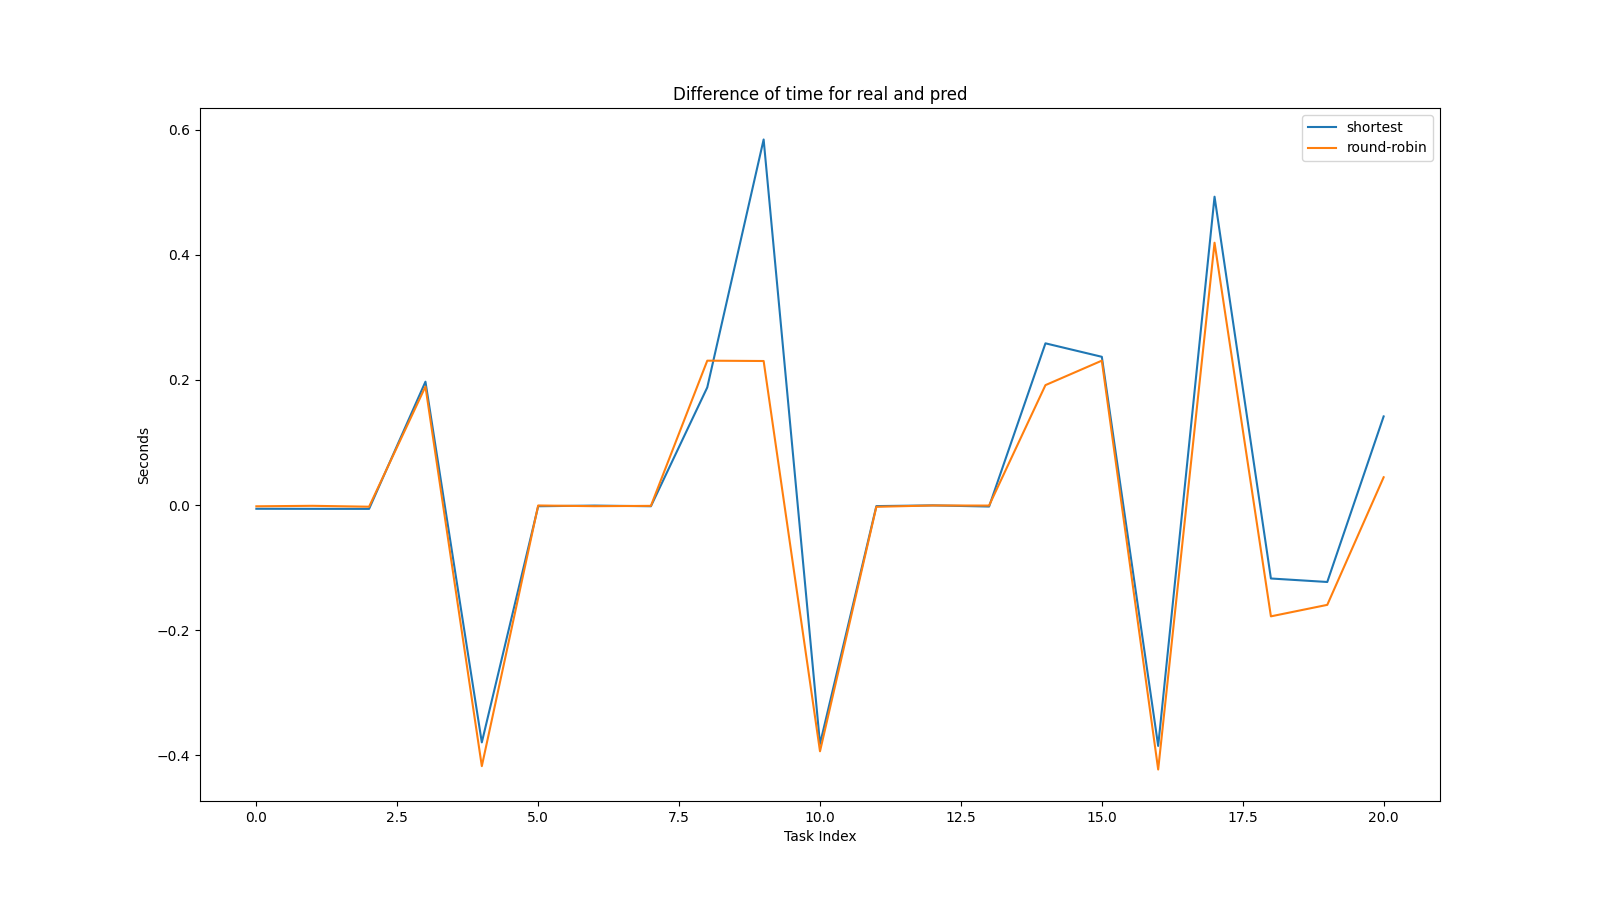 Difference of time for real and pred
shortest
round-robin
0.6
0.4
0.2
0.0
−0.2
−0.4
Seconds
0.0 2.5 5.0 7.5 10.0 12.5 15.0 17.5 20.0
Task Index